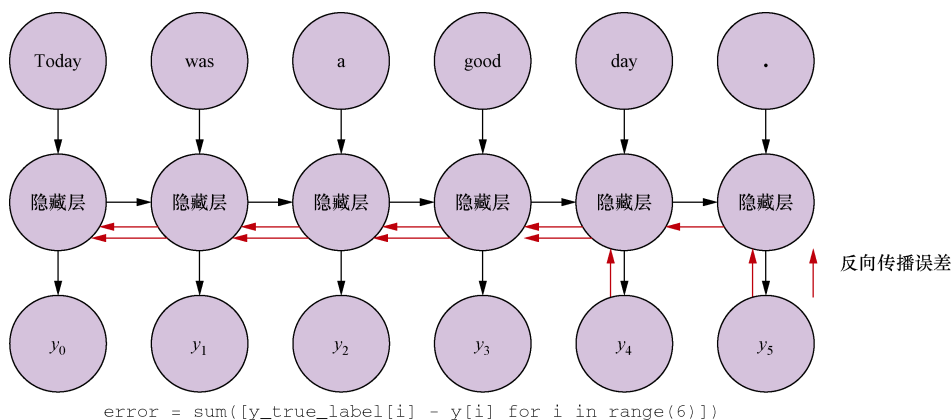 Today was a good day .
隐藏层 隐藏层 隐藏层 隐藏层 隐藏层 隐藏层
反向传播误差
y0 y1 y2 y3 y4 y5
error = sum([y_true_label[i] - y[i] for i in range(6)])